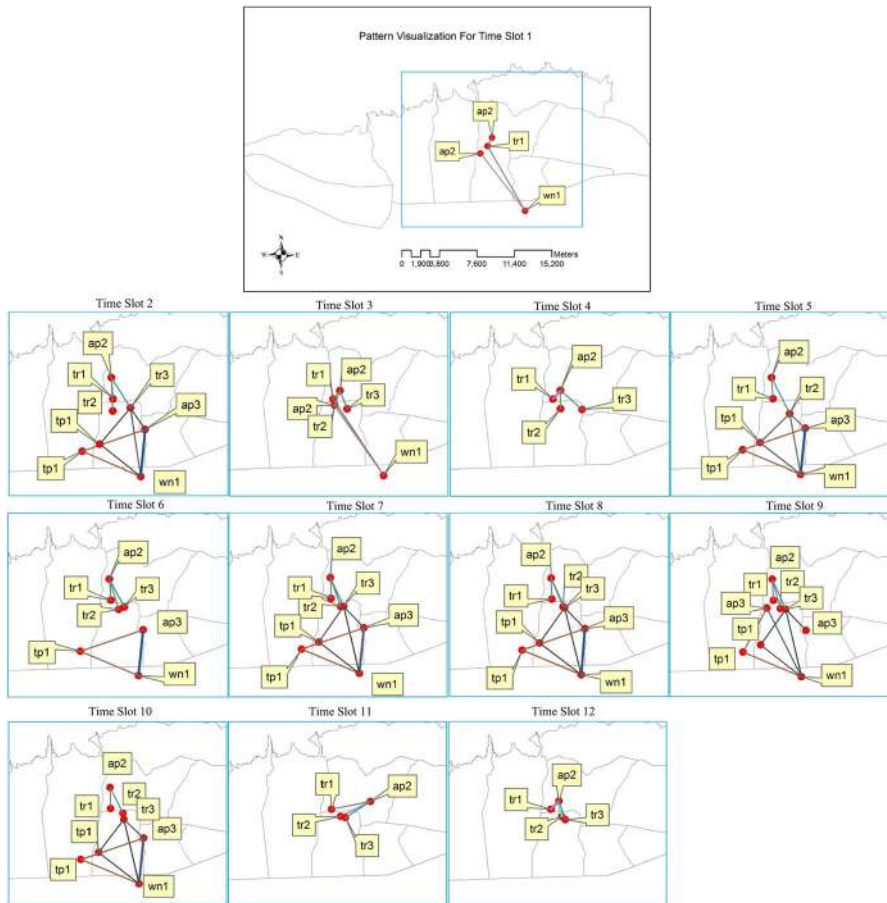 Pattern Visualization For Time Slot 1
ap2
tr1
ap2
wn1
N
W E
S
Meters
0 1,900 3,800 7,600 11,400 15,200
Time Slot 2
Time Slot 3
Time Slot 4
Time Slot 5
ap2
tr1
tr3
tr2
ap3
tp1
tp1
wn1
tr1
ap2
ap2
tr3
tr2
wn1
ap2
tr1
tr3
tr2
ap2
tr1
tr2
tp1
ap3
tp1
wn1
Time Slot 6
Time Slot 7
Time Slot 8
Time Slot 9
ap2
tr1
tr3
tr2
ap3
tp1
wn1
ap2
tr1
tr3
tr2
ap3
tp1
tp1
wn1
ap2
tr2
tr1
tr3
ap3
tp1
tp1
wn1
ap2
tr1
tr2
ap3
tr3
tp1
ap3
tp1
wn1
Time Slot 10
Time Slot 11
Time Slot 12
ap2
tr2
tr1
tr3
tp1
ap3
tp1
wn1
tr1
ap2
tr2
tr3
ap2
tr1
tr2
tr3